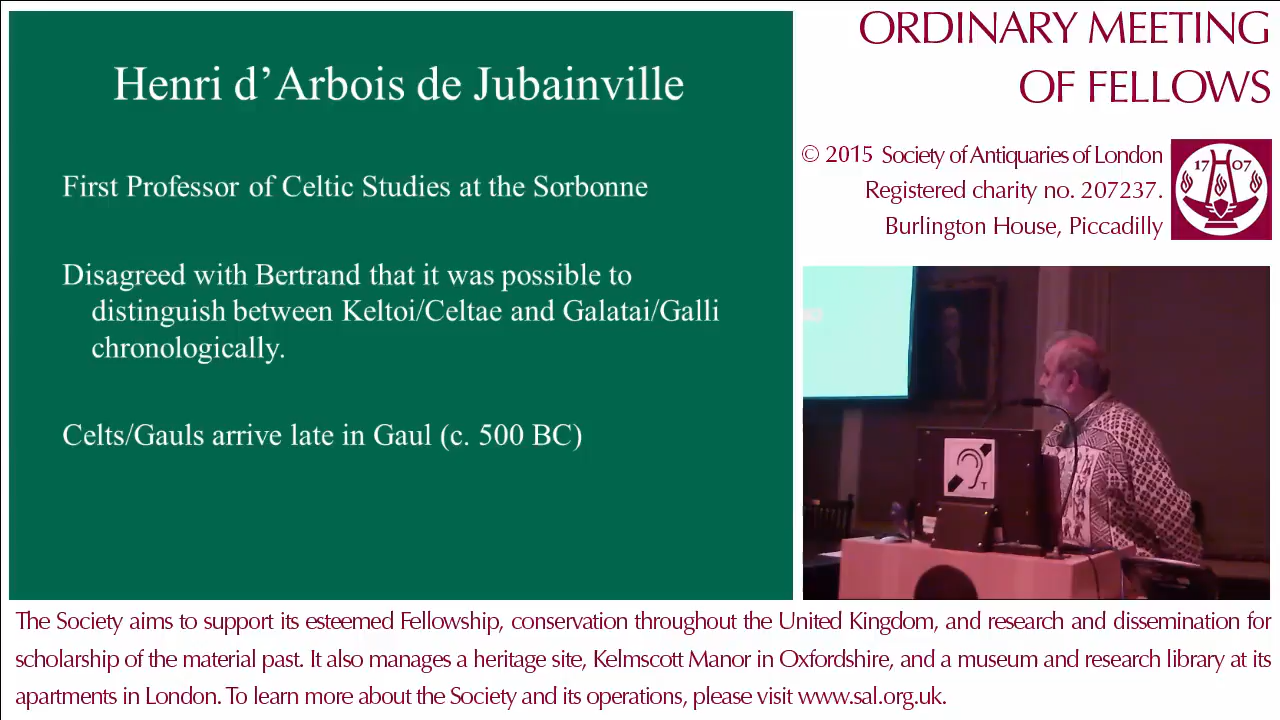 Henri d’Arbois de Jubainville
First Professor of Celtic Studies at the Sorbonne
Disagreed with Bertrand that it was possible to
distinguish between Keltoi/Celtae and Galatai/Galli
chronologically.
Celts/Gauls arrive late in Gaul (c. 500 BC)
ORDINARY MEETING
OF FELLOWS
© 2015 Society of Antiquaries of London
Registered charity no. 207237.
Burlington House, Piccadilly
17 07
T
The Society aims to support its esteemed Fellowship, conservation throughout the United Kingdom, and research and dissemination for
scholarship of the material past. It also manages a heritage site, Kelmscott Manor in Oxfordshire, and a museum and research library at its
apartments in London. To learn more about the Society and its operations, please visit www.sal.org.uk.